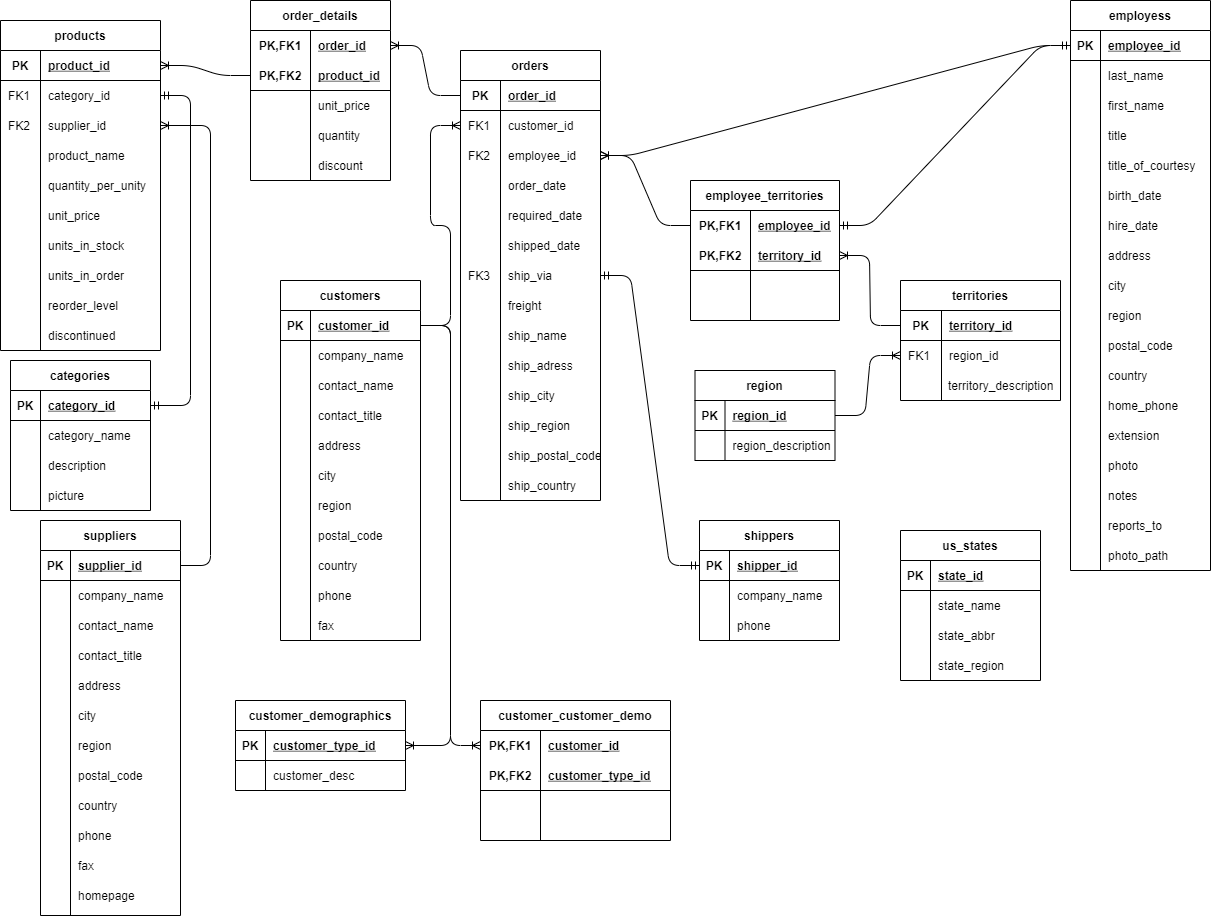 products
PK product_id
FK1 category_id
FK2 supplier_id
product_name
quantity_per_unity
unit_price
units_in_stock
units_in_order
reorder_level
discontinued
categories
PK category_id
category_name
description
picture
suppliers
PK supplier_id
company_name
contact_name
contact_title
address
city
region
postal_code
country
phone
fax
homepage
order_details
PK,FK1 order_id
PK,FK2 product_id
unit_price
quantity
discount
customers
PK customer_id
company_name
contact_name
contact_title
address
city
region
postal_code
country
phone
fax
customer_demographics
PK customer_type_id
customer_desc
orders
PK order_id
FK1 customer_id
FK2 employee_id
order_date
required_date
shipped_date
FK3 ship_via
freight
ship_name
ship_adress
ship_city
ship_region
ship_postal_code
ship_country
customer_customer_demo
PK,FK1 customer_id
PK,FK2 customer_type_id
employee_territories
PK,FK1 employee_id
PK,FK2 territory_id
region
PK region_id
region_description
shippers
PK shipper_id
company_name
phone
territories
PK territory_id
FK1 region_id
territory_description
us_states
PK state_id
state_name
state_abbr
state_region
employess
PK employee_id
last_name
first_name
title
title_of_courtesy
birth_date
hire_date
address
city
region
postal_code
country
home_phone
extension
photo
notes
reports_to
photo_path